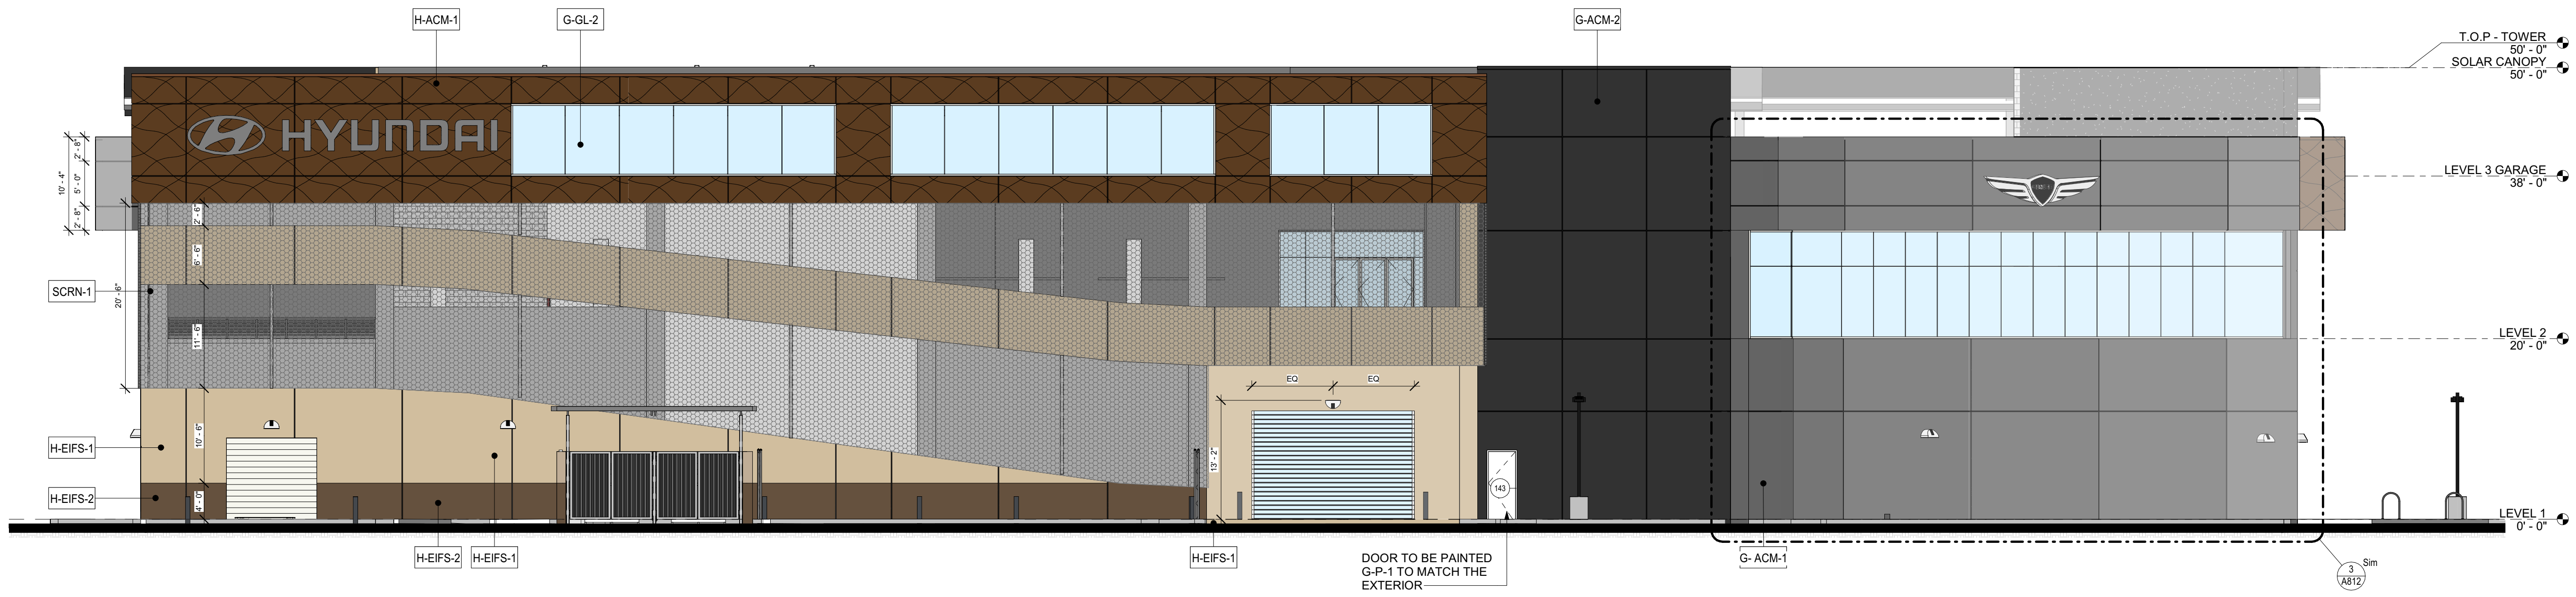 H-ACM-1
G-GL-2
G-ACM-2
T.O.P - TOWER
50' - 0"
SOLAR CANOPY
50' - 0"
HYUNDAI
LEVEL 3 GARAGE
38' - 0"
10' - 4"
2' - 8"
5' - 0"
2' - 8"
2' - 6"
6' - 6"
SCRN-1
20' - 6"
11' - 6"
LEVEL 2
20' - 0"
EQ
EQ
H-EIFS-1
10' - 6"
13' - 2"
H-EIFS-2
4' - 0"
143
LEVEL 1
0' - 0"
H-EIFS-2
H-EIFS-1
H-EIFS-1
DOOR TO BE PAINTED
G-P-1 TO MATCH THE
EXTERIOR
G- ACM-1
3
Sim
A812